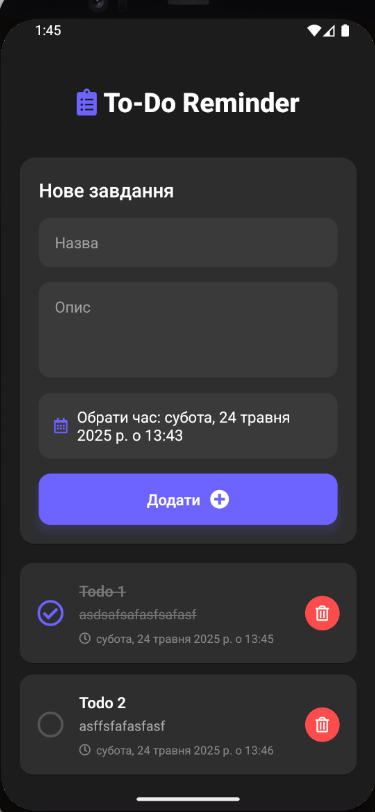 1:45
To-Do Reminder
Нове завдання
Назва
Опис
Обрати час: субота, 24 травня
2025 р. о 13:43
Додати
Todo 1
asdsafsafasfsafasf
субота, 24 травня 2025 р. о 13:45
Todo 2
asffsfafasfasf
субота, 24 травня 2025 р. о 13:46